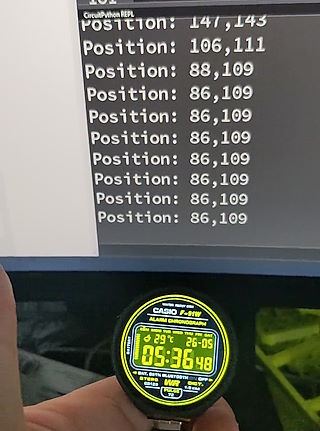 CircuitPython REPL
Position: 147,143
Position: 106,111
Position: 88,109
Position: 86,109
Position: 86,109
Position: 86,109
Position: 86,109
Position: 86,109
Position: 86,109
Position: 86,109
CASIO F-91W
ALARM CHRONOGRAPH
29°C 26-05
05:36 48
WR